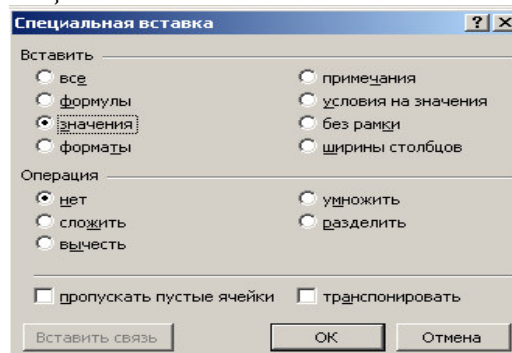 Специальная вставка
Вставить
все
примечания
формулы
условия на значения
значения
без рамки
форматы
ширины столбцов
Операция
нет
умножить
сложить
разделить
вычесть
пропускать пустые ячейки
транспонировать
Вставить связь
ОК
Отмена